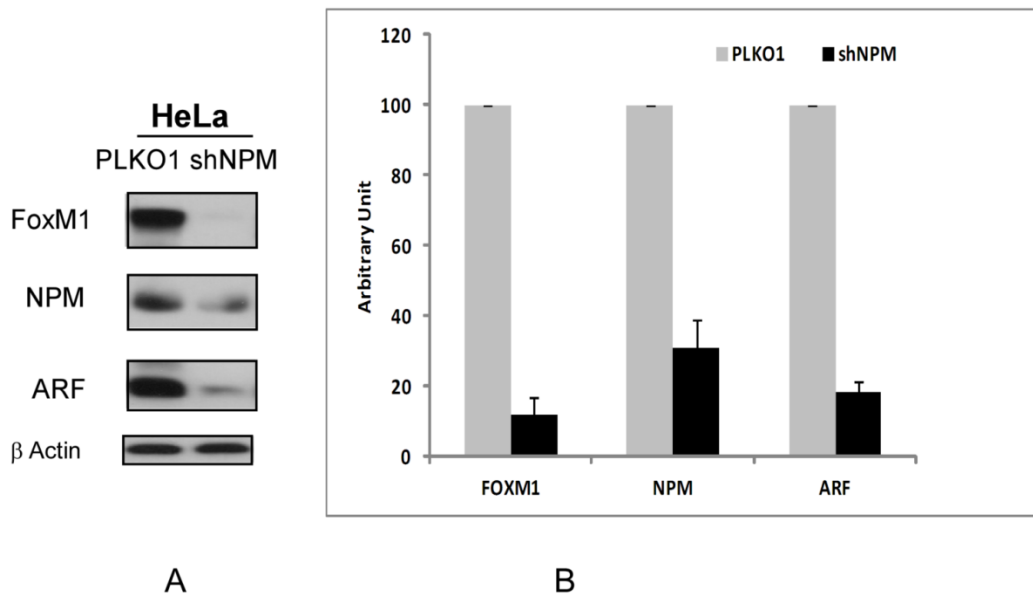 HeLa
PLKO1 shNPM
FoxM1
NPM
ARF
β Actin
A
120
100
80
60
40
20
0
Arbitrary Unit
PLKO1 shNPM
FOXM1 NPM ARF
B